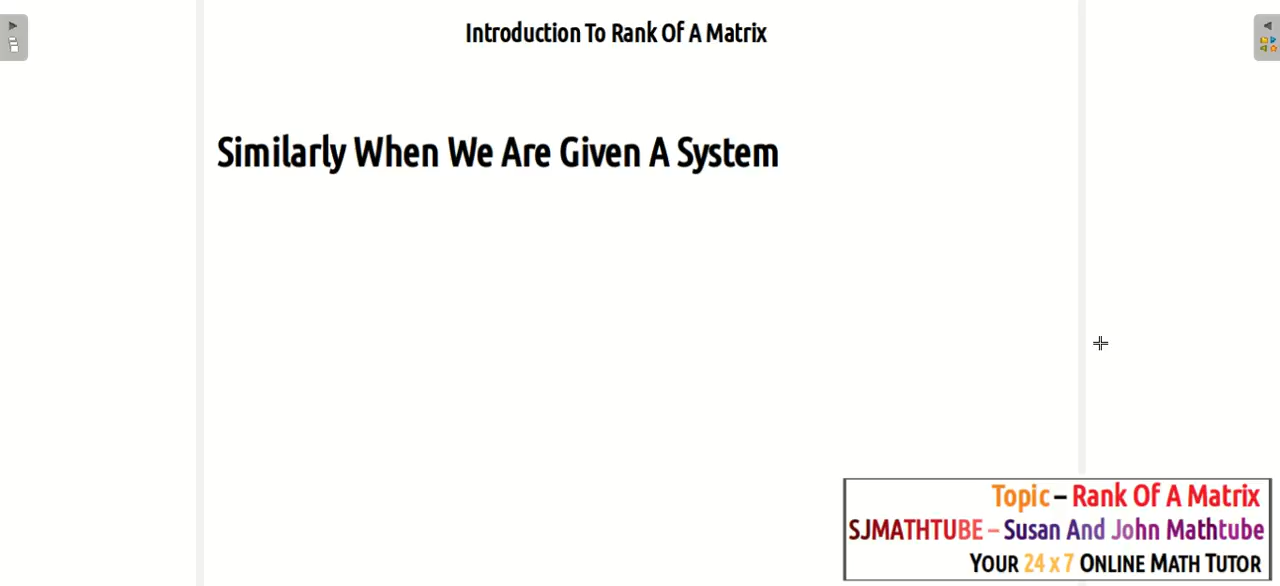 Introduction To Rank Of A Matrix
Similarly When We Are Given A System
Topic – Rank Of A Matrix
SJMATHTUBE – Susan And John Mathtube
YOUR 24 x 7 ONLINE MATH TUTOR